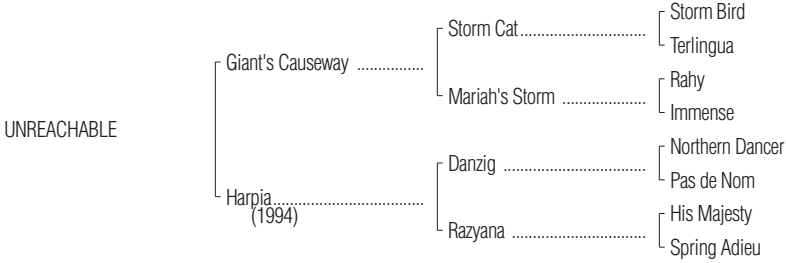 Storm Bird
Storm Cat..............................
Terlingua
Giant's Causeway ................
Rahy
Mariah's Storm ....................
Immense
UNREACHABLE
Northern Dancer
Danzig ..................................
Pas de Nom
Harpia....................................
(1994)
His Majesty
Razyana ................................
Spring Adieu